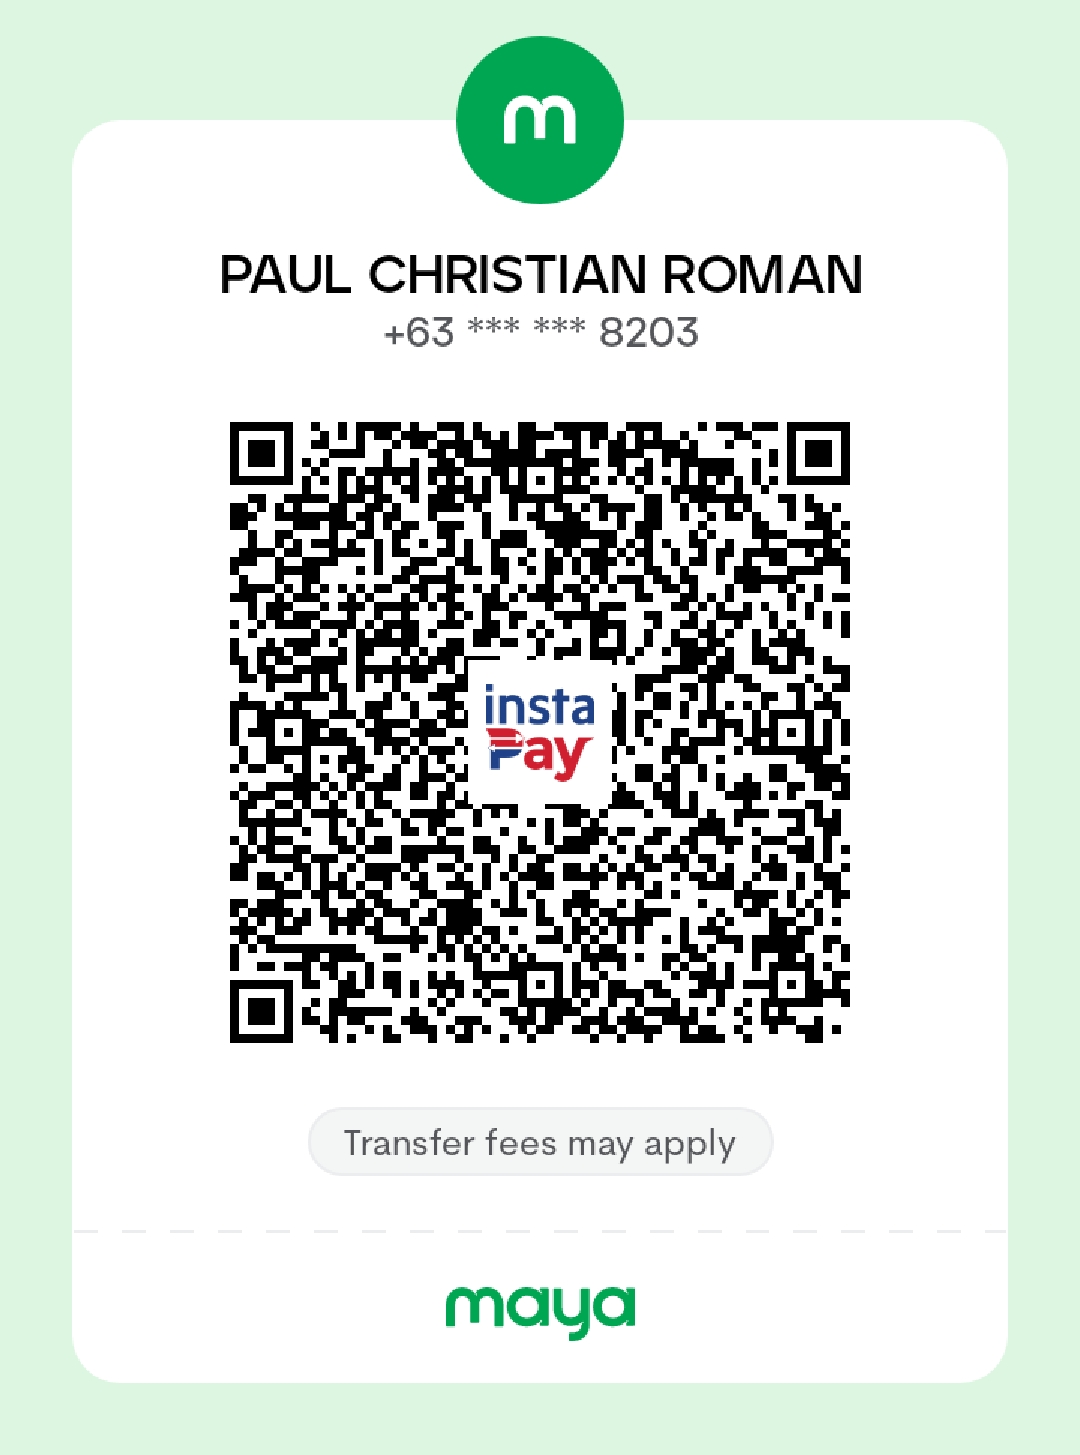 m
PAUL CHRISTIAN ROMAN
+63 *** *** 8203
insta
Pay
Transfer fees may apply
maya